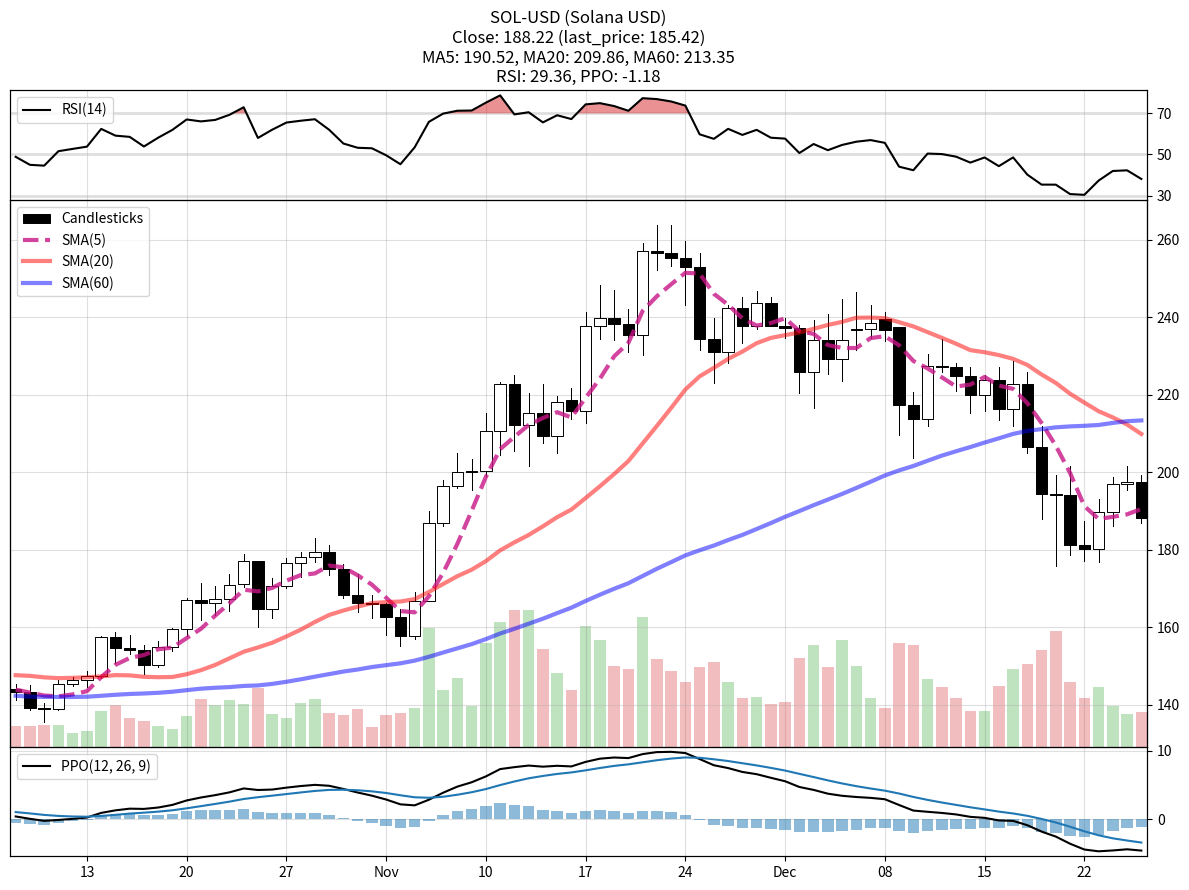 SOL-USD (Solana USD)
Close: 188.22 (last_price: 185.42)
MA5: 190.52, MA20: 209.86, MA60: 213.35
RSI: 29.36, PPO: -1.18
RSI(14)
70
50
30
Candlesticks
SMA(5)
SMA(20)
SMA(60)
260
240
220
200
180
160
140
PPO(12, 26, 9)
10
0
13 20 27 Nov 10 17 24 Dec 08 15 22